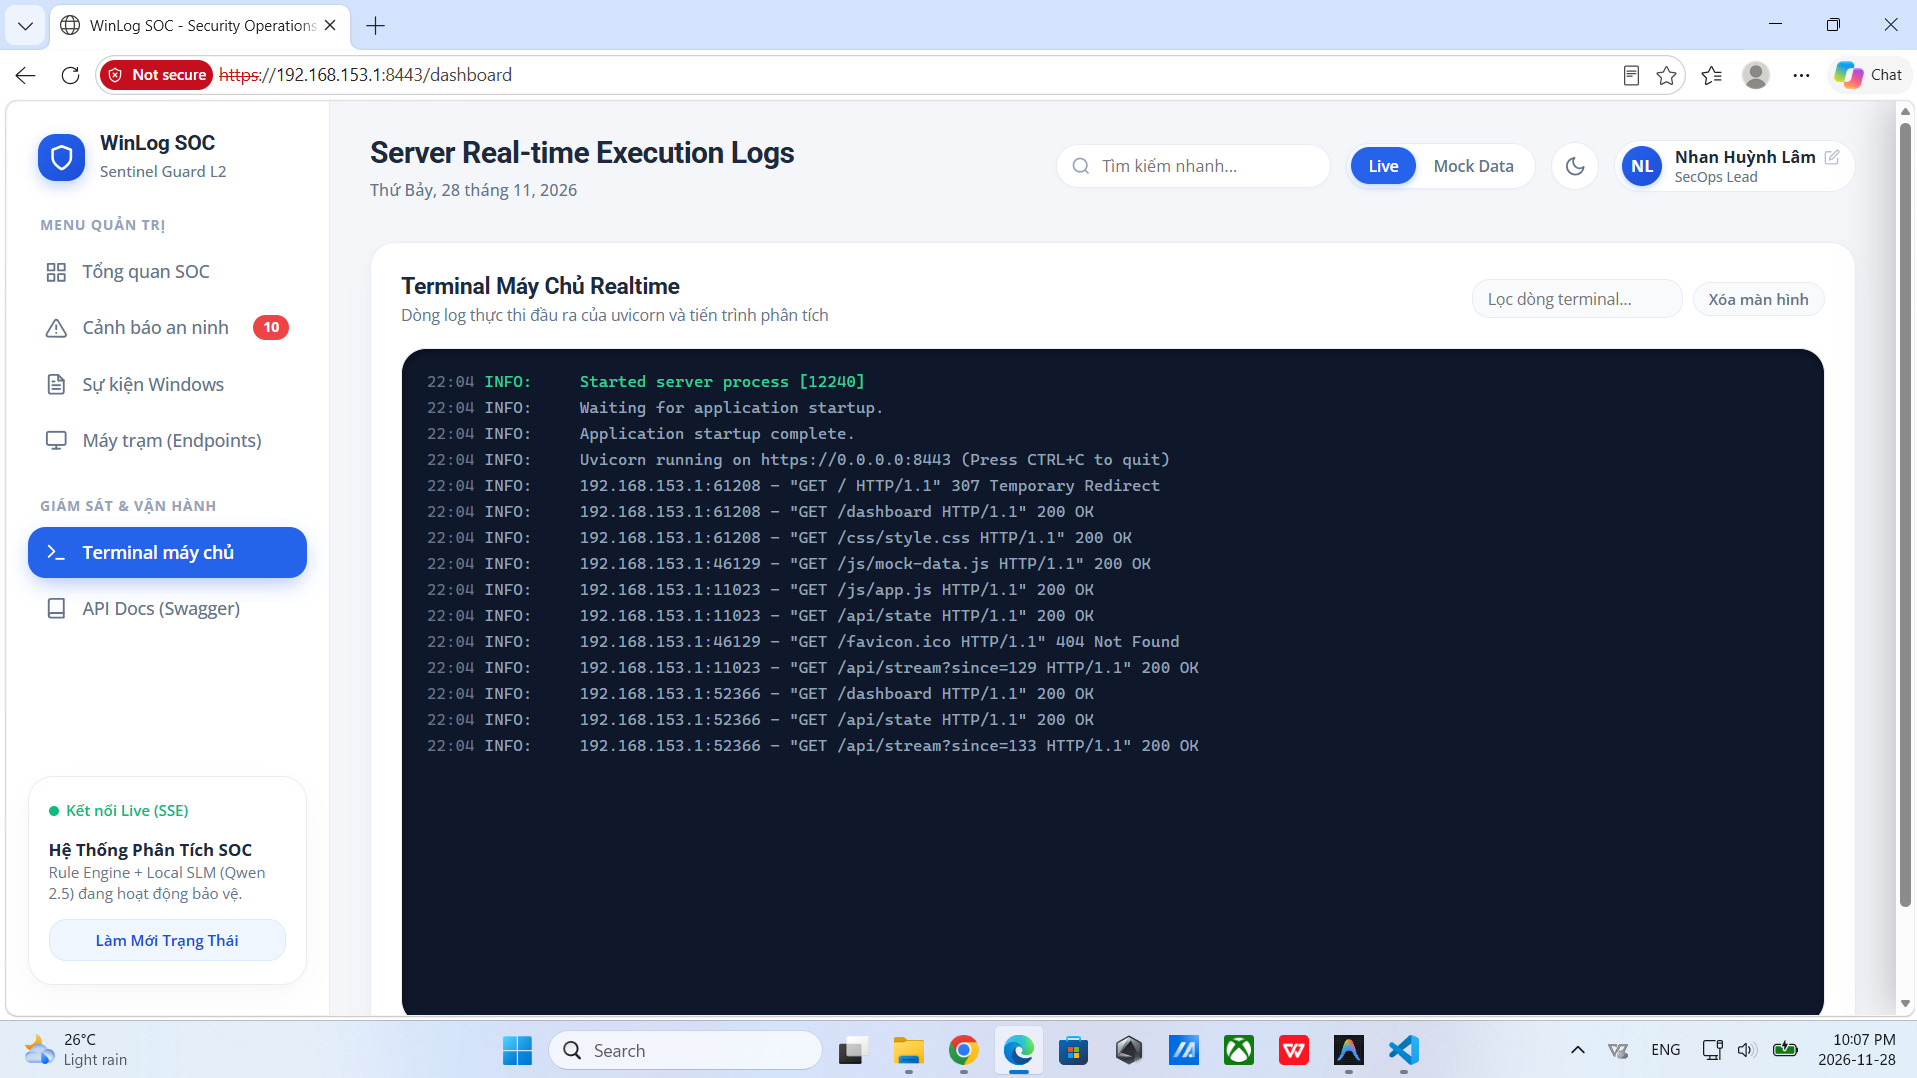 WinLog SOC - Security Operations
Not secure
https://192.168.153.1:8443/dashboard
Chat
WinLog SOC
Sentinel Guard L2
MENU QUẢN TRỊ
Tổng quan SOC
Cảnh báo an ninh 10
Sự kiện Windows
Máy trạm (Endpoints)
GIÁM SÁT & VẬN HÀNH
Terminal máy chủ
API Docs (Swagger)
Kết nối Live (SSE)
Hệ Thống Phân Tích SOC
Rule Engine + Local SLM (Qwen
2.5) đang hoạt động bảo vệ.
Làm Mới Trạng Thái
Server Real-time Execution Logs
Thứ Bảy, 28 tháng 11, 2026
Tìm kiếm nhanh...
Live
Mock Data
NL
Nhan Huỳnh Lâm
SecOps Lead
Terminal Máy Chủ Realtime
Dòng log thực thi đầu ra của uvicorn và tiến trình phân tích
Lọc dòng terminal...
Xóa màn hình
22:04 INFO: Started server process [12240]
22:04 INFO: Waiting for application startup.
22:04 INFO: Application startup complete.
22:04 INFO: Uvicorn running on https://0.0.0.0:8443 (Press CTRL+C to quit)
22:04 INFO: 192.168.153.1:61208 - "GET / HTTP/1.1" 307 Temporary Redirect
22:04 INFO: 192.168.153.1:61208 - "GET /dashboard HTTP/1.1" 200 OK
22:04 INFO: 192.168.153.1:61208 - "GET /css/style.css HTTP/1.1" 200 OK
22:04 INFO: 192.168.153.1:46129 - "GET /js/mock-data.js HTTP/1.1" 200 OK
22:04 INFO: 192.168.153.1:11023 - "GET /js/app.js HTTP/1.1" 200 OK
22:04 INFO: 192.168.153.1:11023 - "GET /api/state HTTP/1.1" 200 OK
22:04 INFO: 192.168.153.1:46129 - "GET /favicon.ico HTTP/1.1" 404 Not Found
22:04 INFO: 192.168.153.1:11023 - "GET /api/stream?since=129 HTTP/1.1" 200 OK
22:04 INFO: 192.168.153.1:52366 - "GET /dashboard HTTP/1.1" 200 OK
22:04 INFO: 192.168.153.1:52366 - "GET /api/state HTTP/1.1" 200 OK
22:04 INFO: 192.168.153.1:52366 - "GET /api/stream?since=133 HTTP/1.1" 200 OK
26°C
Light rain
Search
ENG
10:07 PM
2026-11-28